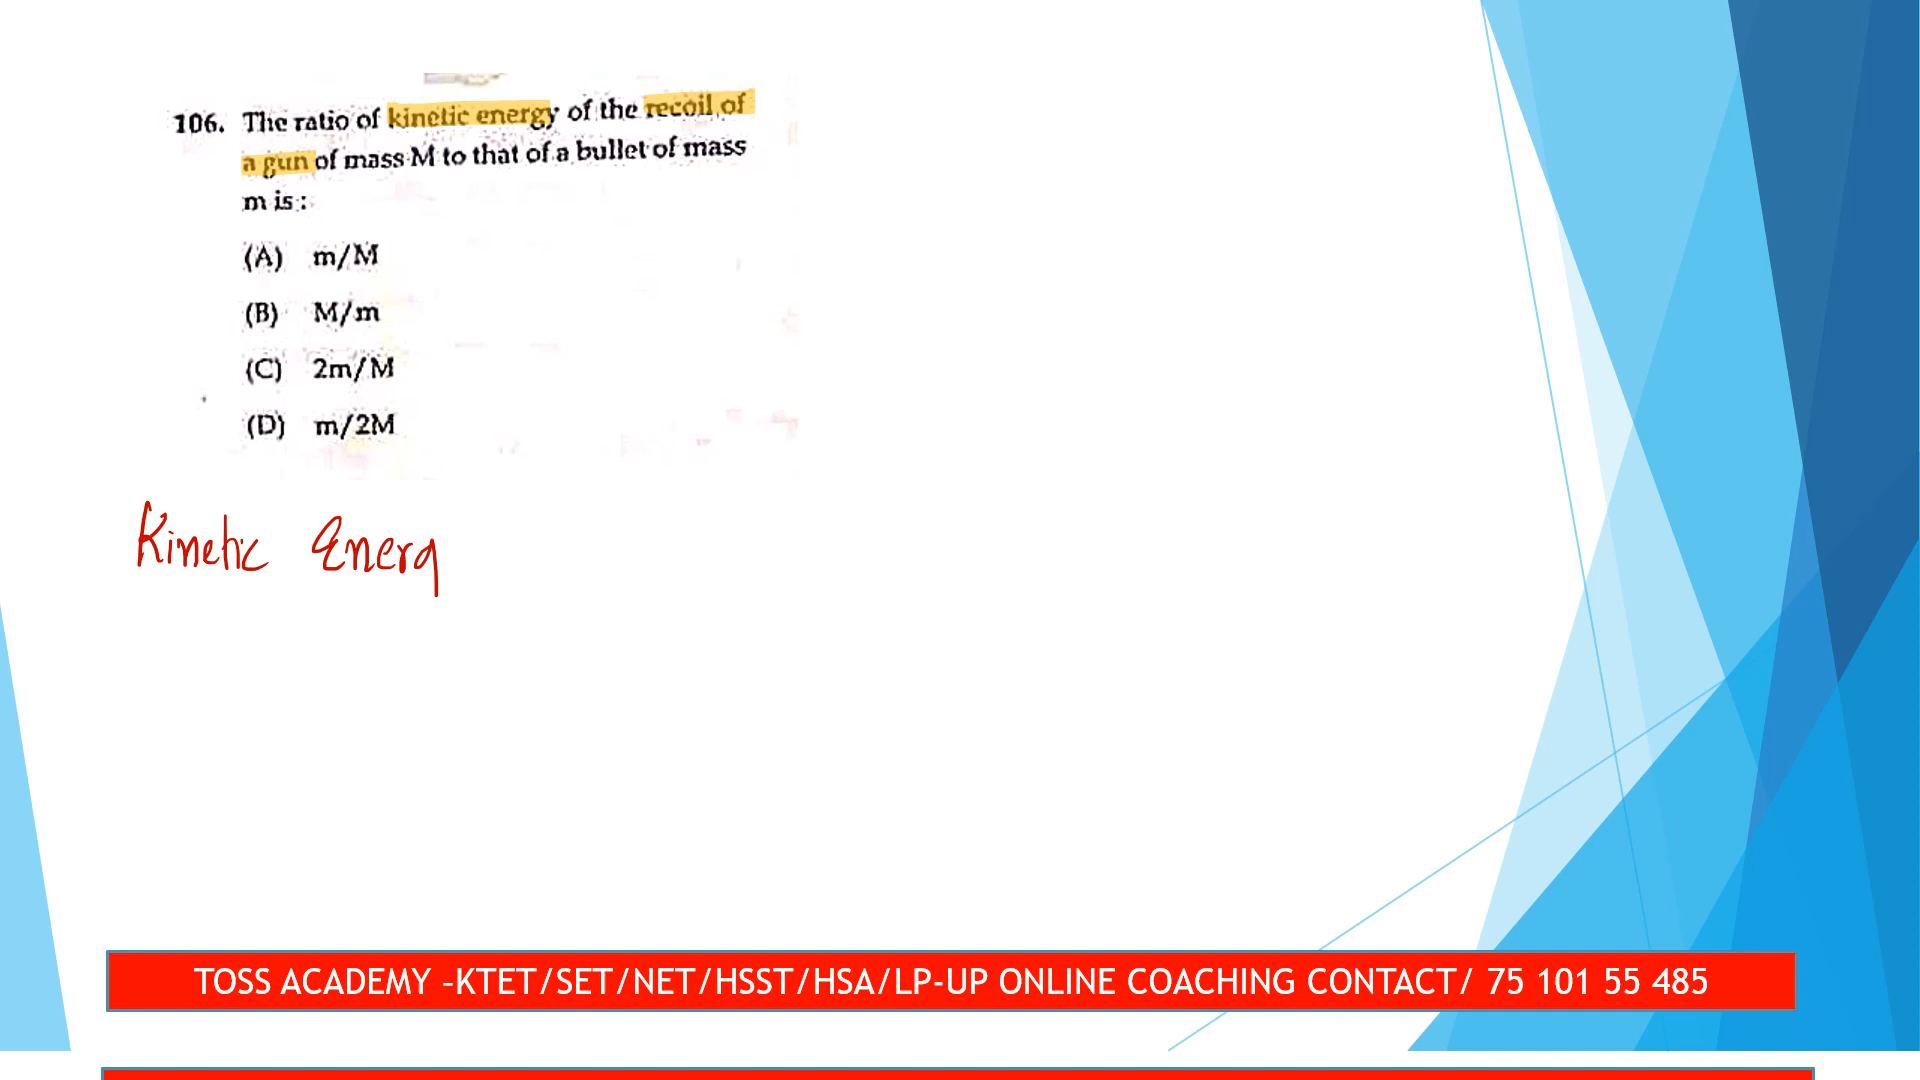 106. The ratio of kinetic energy of the recoil of
a gun of mass M to that of a bullet of mass
m is :
(A) m/M
(B) M/m
(C) 2m/M
(D) m/2M
Kinetic Energ
TOSS ACADEMY –KTET/SET/NET/HSST/HSA/LP-UP ONLINE COACHING CONTACT/ 75 101 55 485